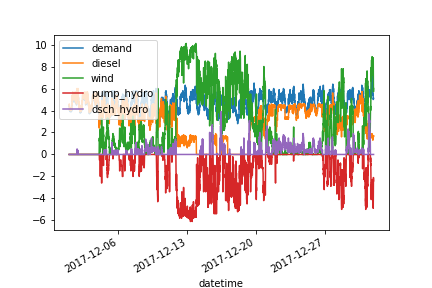 demand
diesel
wind
pump_hydro
dsch_hydro
10
8
6
4
2
0
−2
−4
−6
2017-12-06
2017-12-13
2017-12-20
2017-12-27
datetime